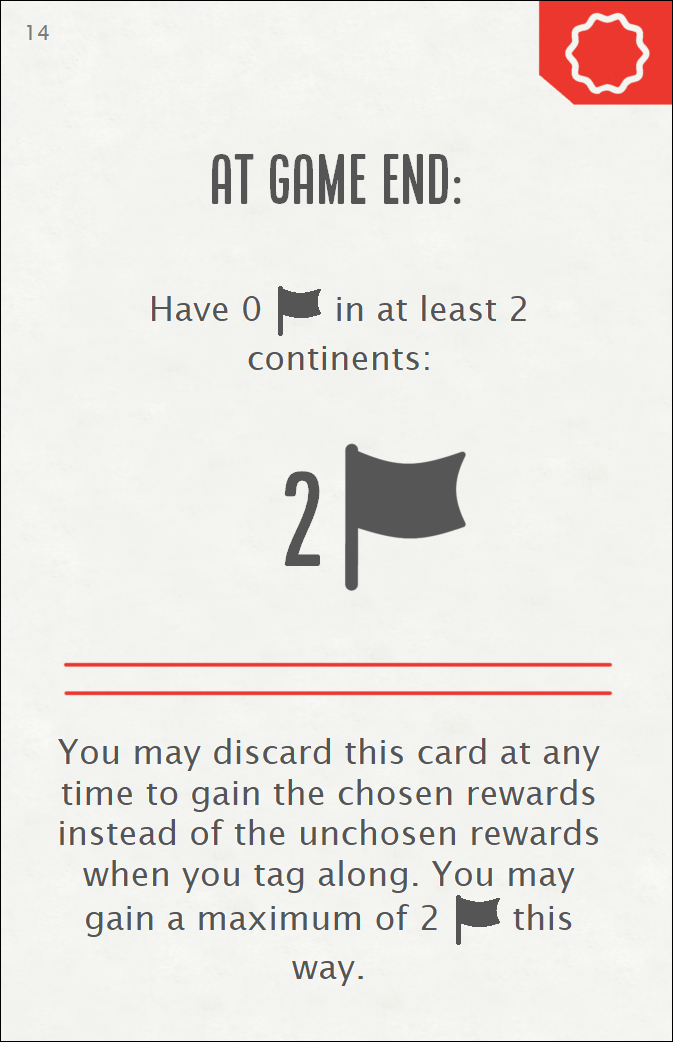 14
AT GAME END:
Have 0 in at least 2
continents:
2
You may discard this card at any
time to gain the chosen rewards
instead of the unchosen rewards
when you tag along. You may
gain a maximum of 2 this
way.